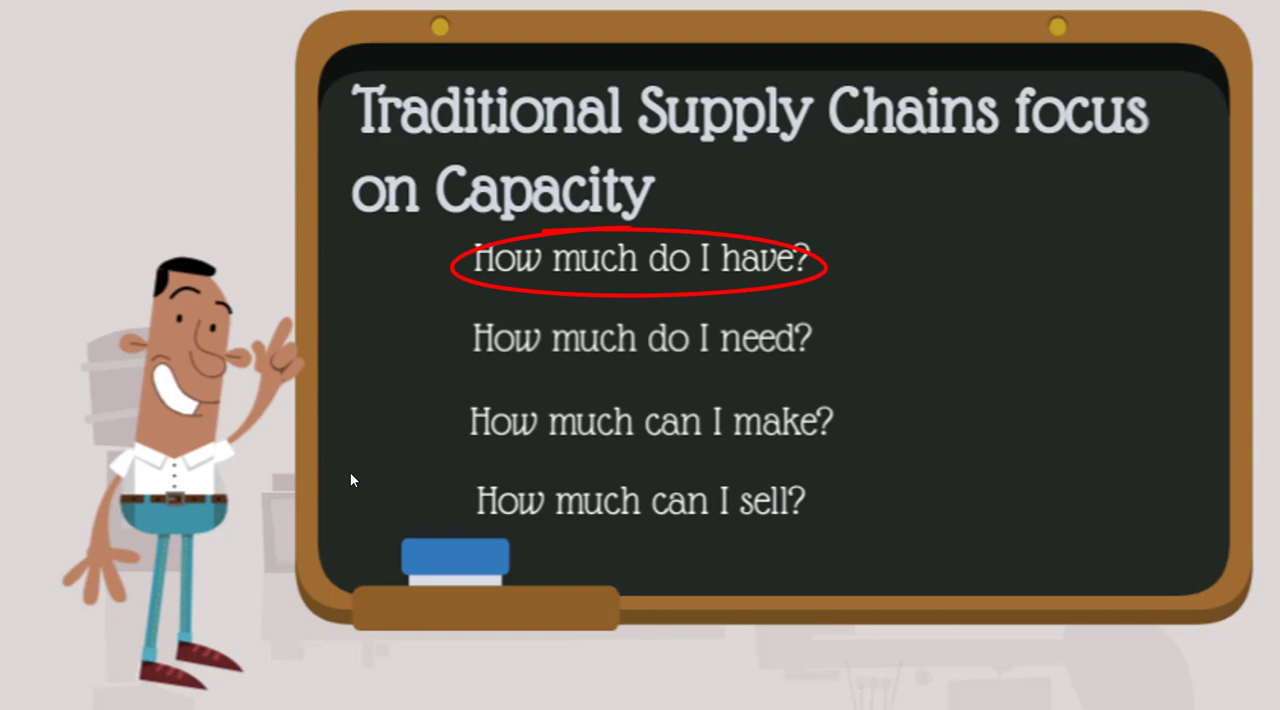 Traditional Supply Chains focus
on Capacity
How much do I have?
How much do I need?
How much can I make?
How much can I sell?